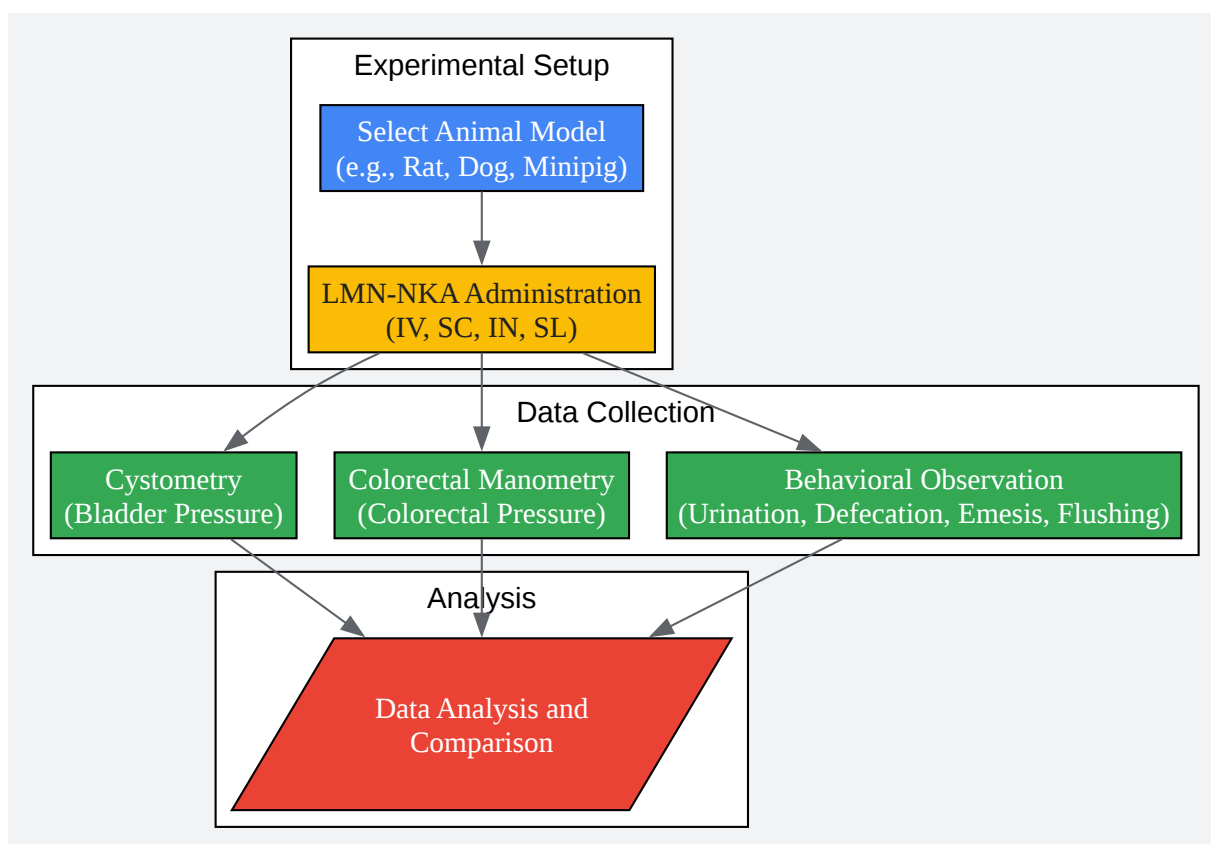 Experimental Setup
Select Animal Model
(e.g., Rat, Dog, Minipig)
LMN-NKA Administration
(IV, SC, IN, SL)
Data Collection
Cystometry
(Bladder Pressure)
Colorectal Manometry
(Colorectal Pressure)
Behavioral Observation
(Urination, Defecation, Emesis, Flushing)
Analysis
Data Analysis and
Comparison